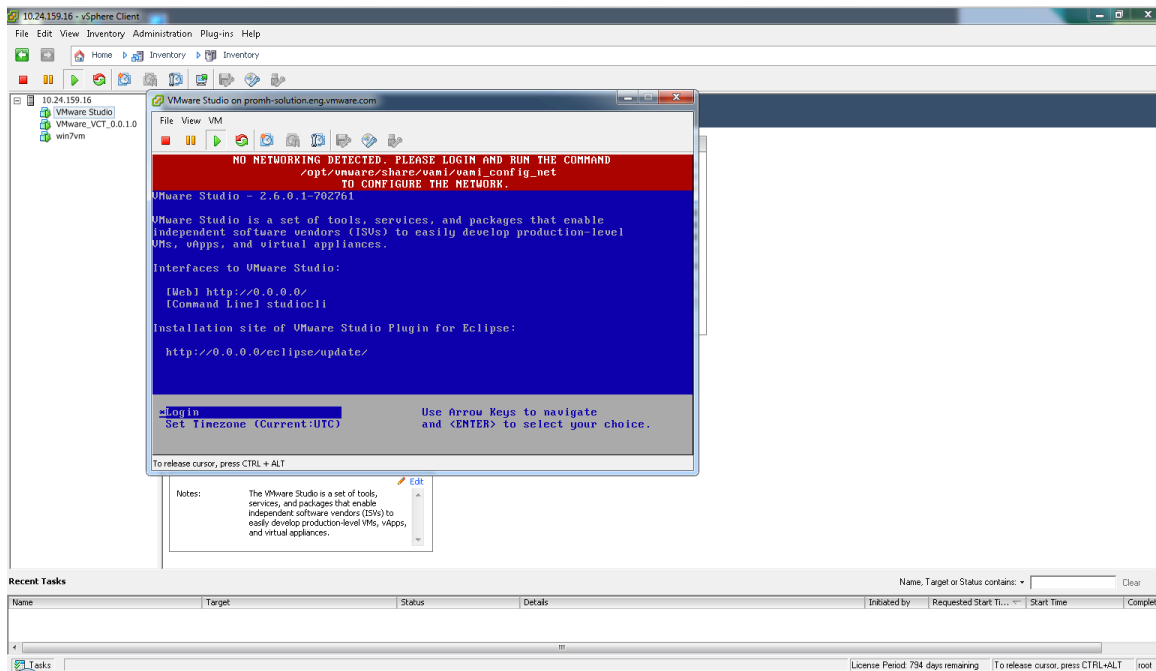 10.24.159.16 - vSphere Client
File Edit View Inventory Administration Plug-ins Help
Home Inventory Inventory
10.24.159.16
VMware Studio
VMware_VCT_0.0.1.0
win7vm
VMware Studio on promh-solution.eng.vmware.com
File View VM
NO NETWORKING DETECTED. PLEASE LOGIN AND RUN THE COMMAND
/opt/vmware/share/vami/vami_config_net
TO CONFIGURE THE NETWORK.
VMware Studio - 2.6.0.1-702761
VMware Studio is a set of tools, services, and packages that enable
independent software vendors (ISVs) to easily develop production-level
VMs, vApps, and virtual appliances.
Interfaces to VMware Studio:
[Web] http://0.0.0.0/
[Command Line] studiocli
Installation site of VMware Studio Plugin for Eclipse:
http://0.0.0.0/eclipse/update/
*Login Use Arrow Keys to navigate
Set Timezone (Current:UTC) and <ENTER> to select your choice.
To release cursor, press CTRL + ALT
Edit
Notes: The VMware Studio is a set of tools,
services, and packages that enable
independent software vendors (ISVs) to
easily develop production-level VMs, vApps,
and virtual appliances.
Recent Tasks Name, Target or Status contains: Clear
Name Target Status Details Initiated by Requested Start Ti... Start Time Complet
Tasks License Period: 794 days remaining To release cursor, press CTRL+ALT root